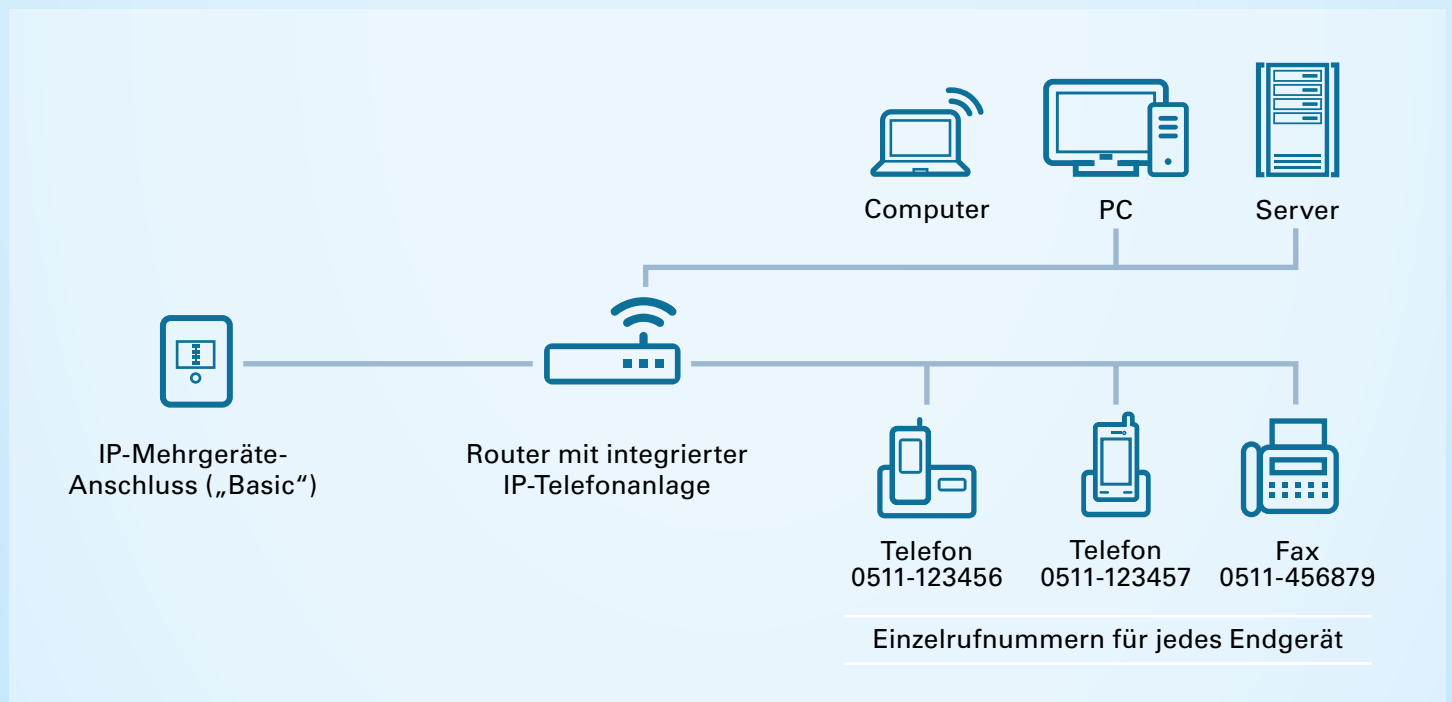 Computer
PC
Server
IP-Mehrgeräte-
Anschluss („Basic“)
Router mit integrierter
IP-Telefonanlage
Telefon
0511-123456
Telefon
0511-123457
Fax
0511-456879
Einzelrufnummern für jedes Endgerät